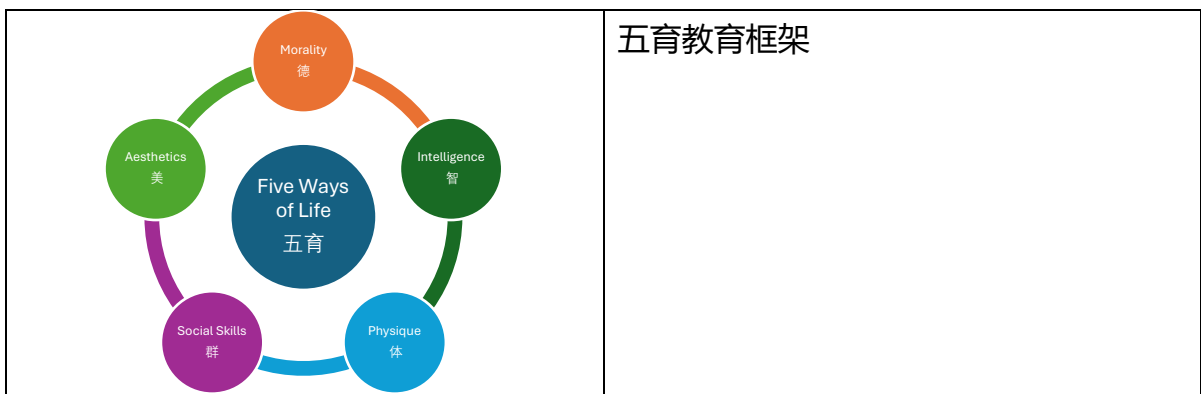 Morality
德
Aesthetics
美
Intelligence
智
Five Ways
of Life
五育
Social Skills
群
Physique
体
五育教育框架